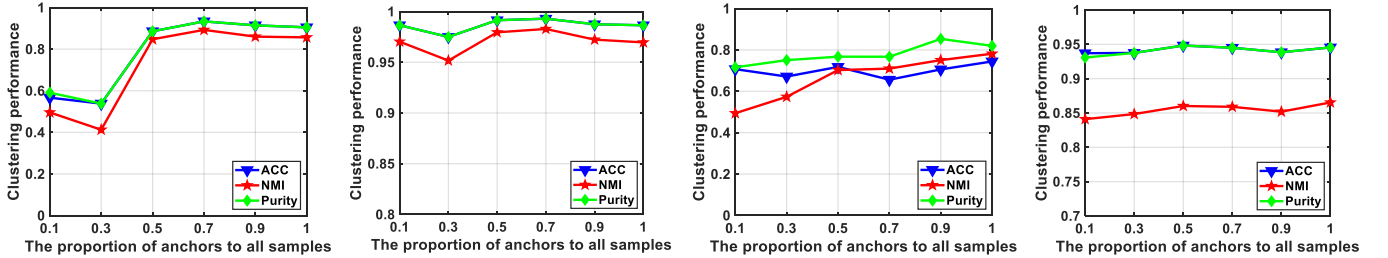 Clustering performance
1
0.8
0.6
0.4
0.2
0
0.1 0.3 0.5 0.7 0.9 1
The proportion of anchors to all samples
ACC
NMI
Purity
Clustering performance
1
0.95
0.9
0.85
0.8
0.1 0.3 0.5 0.7 0.9 1
The proportion of anchors to all samples
ACC
NMI
Purity
Clustering performance
1
0.8
0.6
0.4
0.2
0
0.1 0.3 0.5 0.7 0.9 1
The proportion of anchors to all samples
ACC
NMI
Purity
Clustering performance
1
0.95
0.9
0.85
0.8
0.75
0.7
0.1 0.3 0.5 0.7 0.9 1
The proportion of anchors to all samples
ACC
NMI
Purity